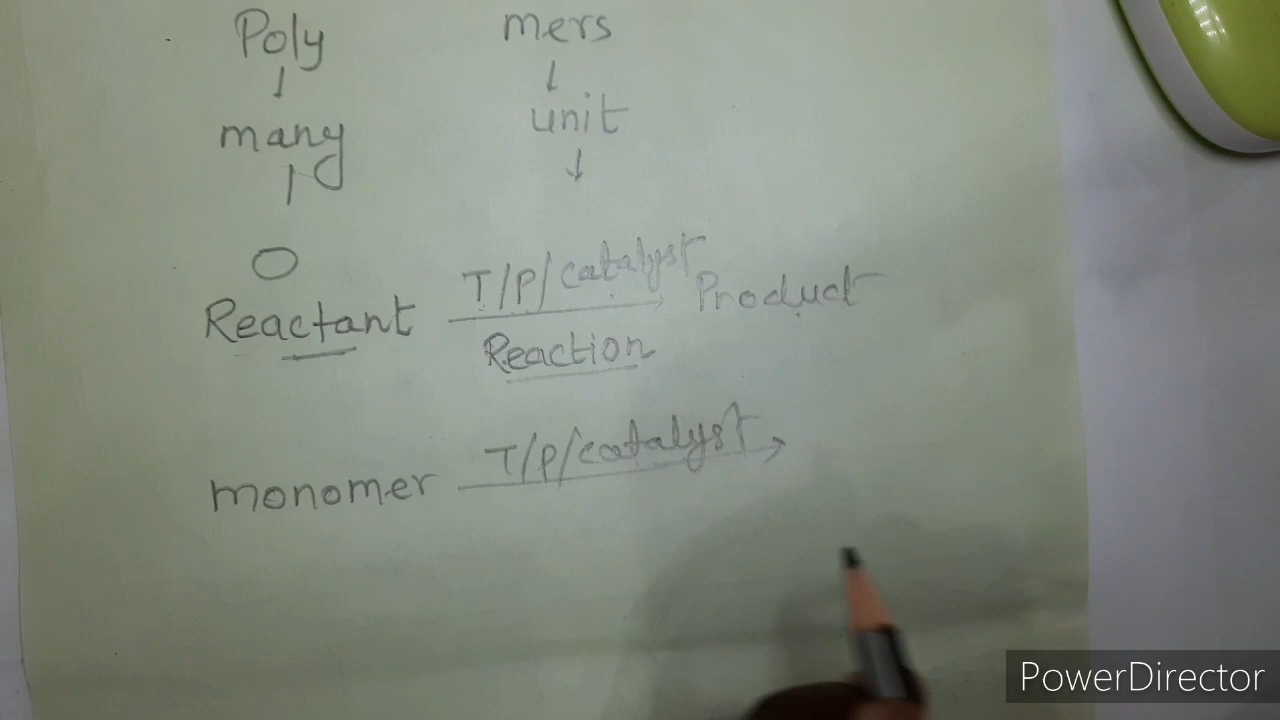 Poly mers
many unit
T/P/catalyst
Reactant Product
Reaction
T/P/catalyst
monomer
PowerDirector